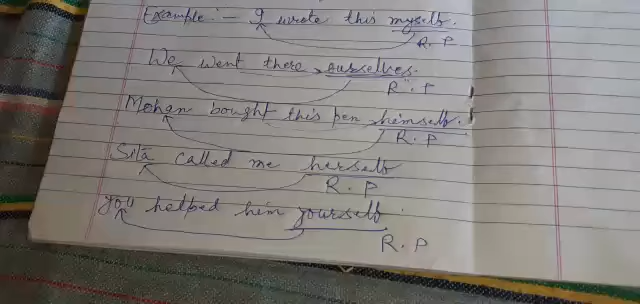 Example :- I wrote this myself.
R.P
We went there ourselves.
R.P
Mohan bought this pen himself.
R.P
Sita called me herself
R.P
You helped him yourself.
R.P